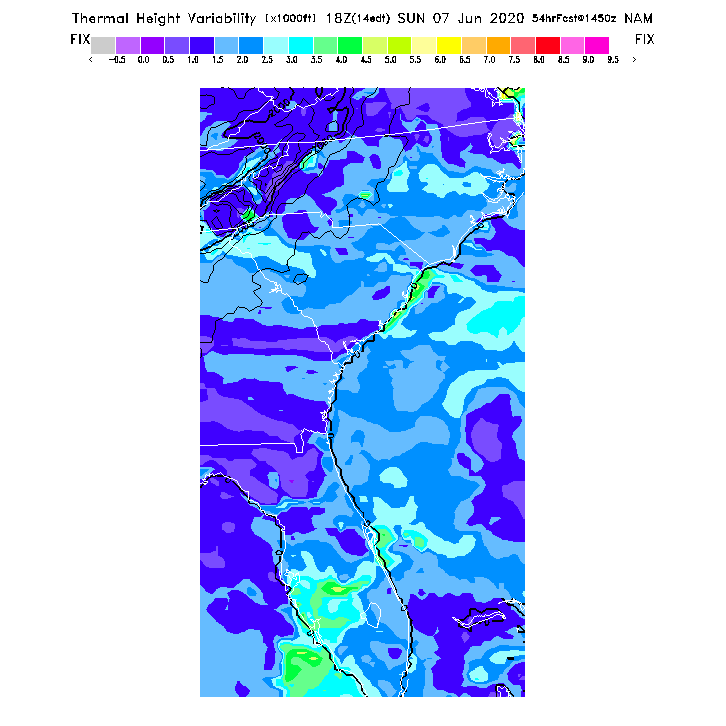 Thermal Height Variability [x1000ft] 18Z(14edt) SUN 07 Jun 2020 54hrFcst@1450z NAM
FIX FIX
< −0.5 0.0 0.5 1.0 1.5 2.0 2.5 3.0 3.5 4.0 4.5 5.0 5.5 6.0 6.5 7.0 7.5 8.0 8.5 9.0 9.5 >